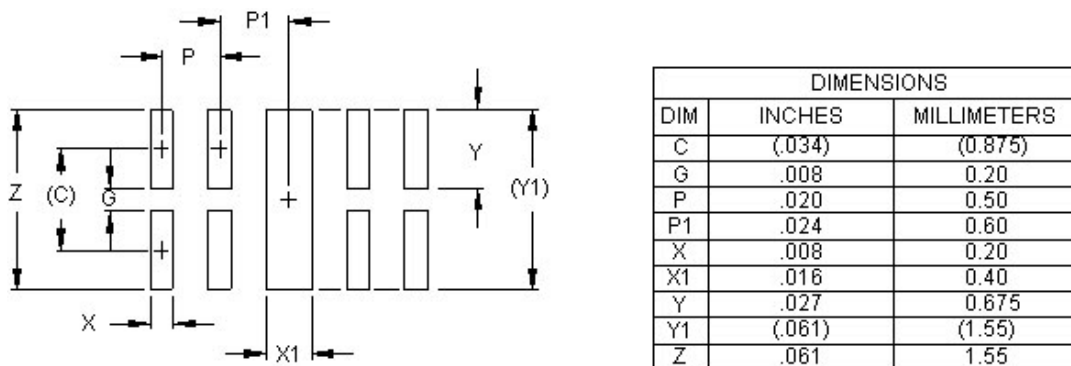 P1
P
Z
(C)
G
Y
(Y1)
X
X1
DIMENSIONS
DIM INCHES MILLIMETERS
C (.034) (0.875)
G .008 0.20
P .020 0.50
P1 .024 0.60
X .008 0.20
X1 .016 0.40
Y .027 0.675
Y1 (.061) (1.55)
Z .061 1.55